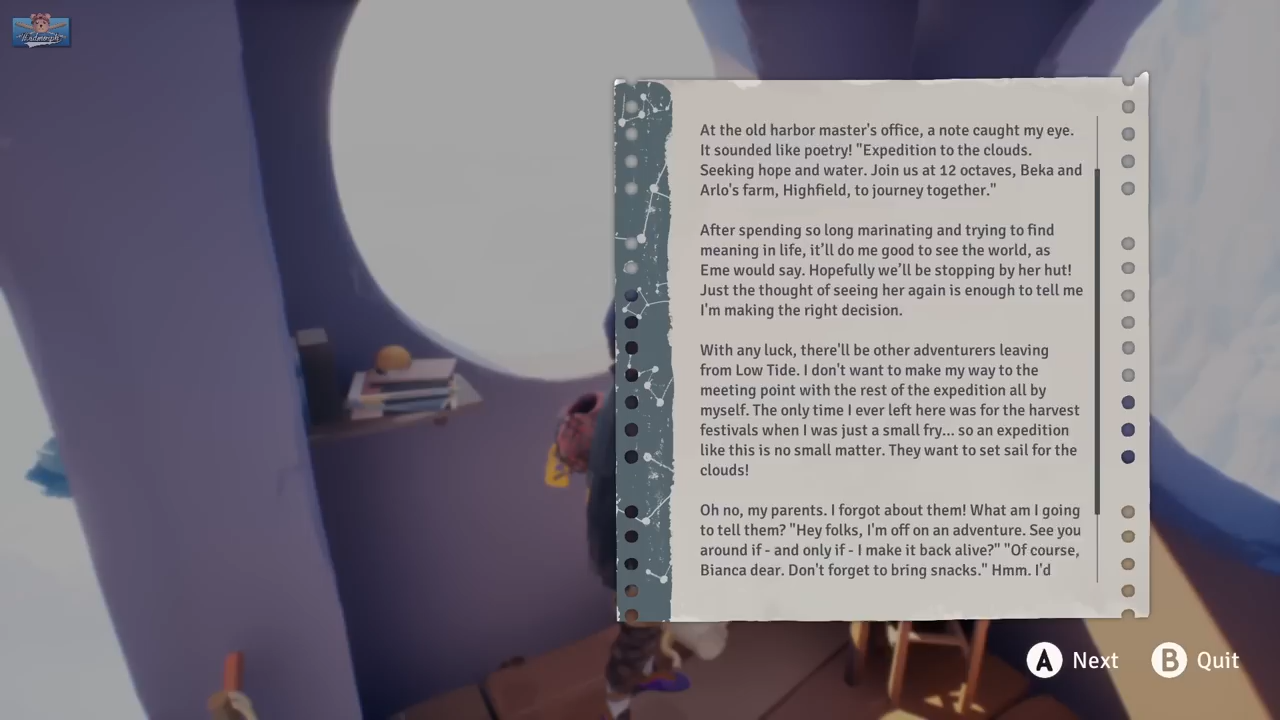 At the old harbor master's office, a note caught my eye.
It sounded like poetry! "Expedition to the clouds.
Seeking hope and water. Join us at 12 octaves, Beka and
Arlo's farm, Highfield, to journey together."
After spending so long marinating and trying to find
meaning in life, it'll do me good to see the world, as
Eme would say. Hopefully we'll be stopping by her hut!
Just the thought of seeing her again is enough to tell me
I'm making the right decision.
With any luck, there'll be other adventurers leaving
from Low Tide. I don't want to make my way to the
meeting point with the rest of the expedition all by
myself. The only time I ever left here was for the harvest
festivals when I was just a small fry... so an expedition
like this is no small matter. They want to set sail for the
clouds!
Oh no, my parents. I forgot about them! What am I going
to tell them? "Hey folks, I'm off on an adventure. See you
around if - and only if - I make it back alive?" "Of course,
Bianca dear. Don't forget to bring snacks." Hmm. I'd
A Next B Quit